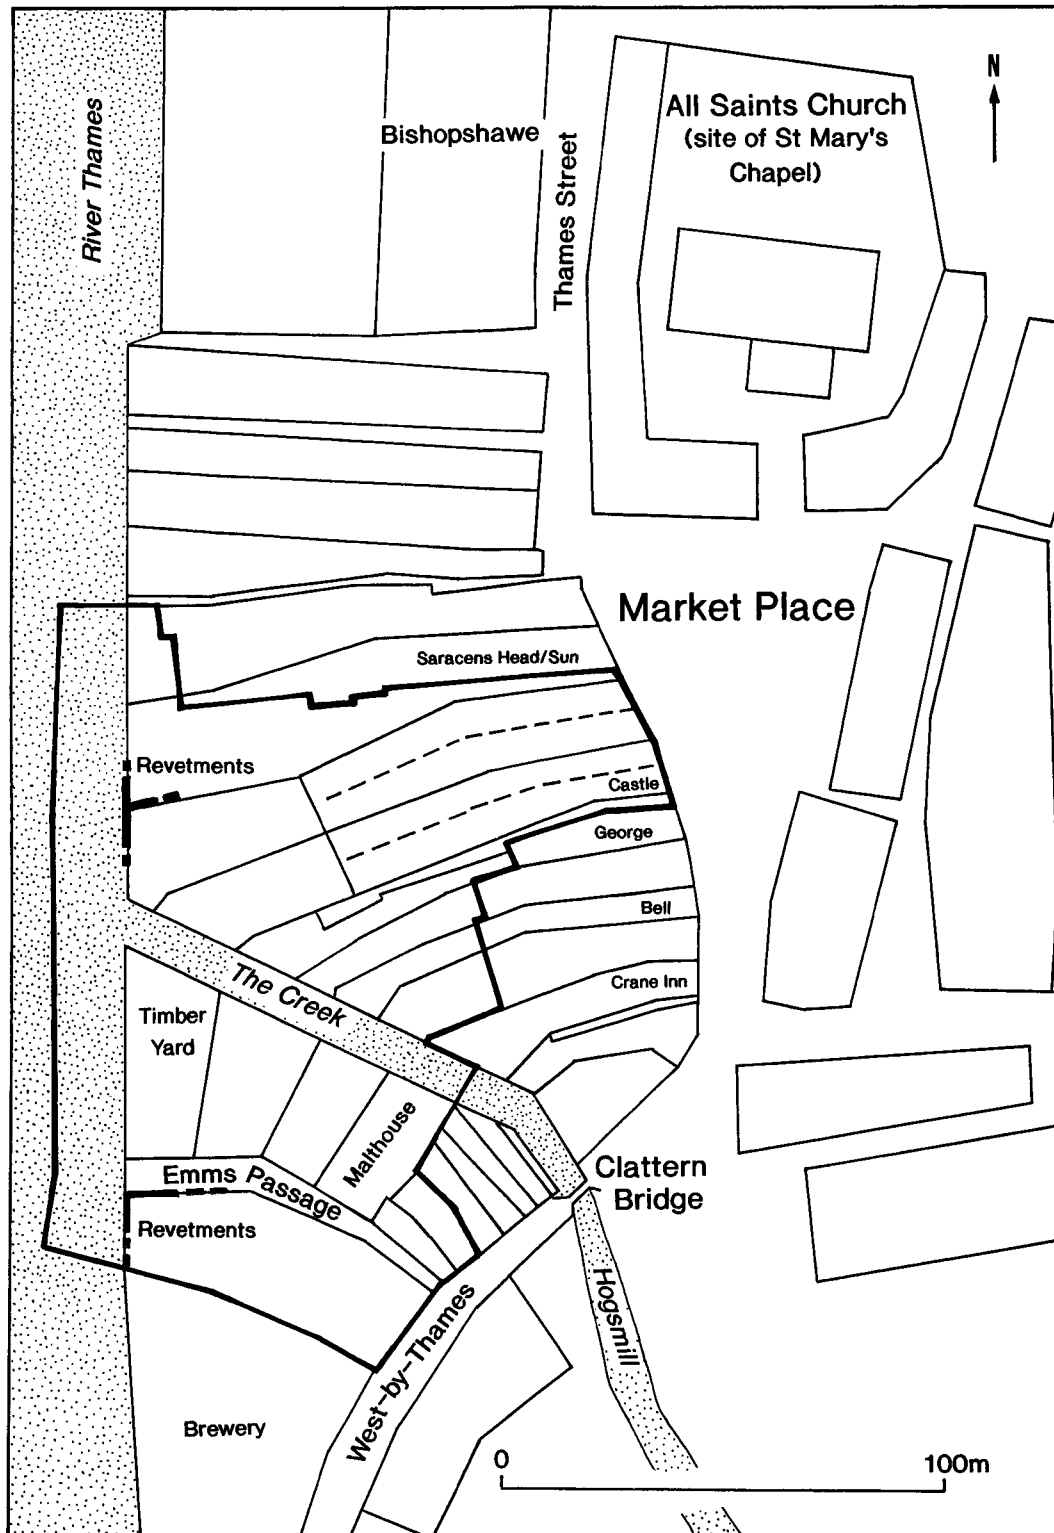 N
All Saints Church
(site of St Mary's
Chapel)
Bishopshawe
River Thames
Thames Street
Market Place
Saracens Head/Sun
Revetments
Castle
George
Bell
Crane Inn
The Creek
Timber
Yard
Malthouse
Emms Passage
Clattern
Bridge
Revetments
Hogsmill
West-by-Thames
Brewery
0
100m